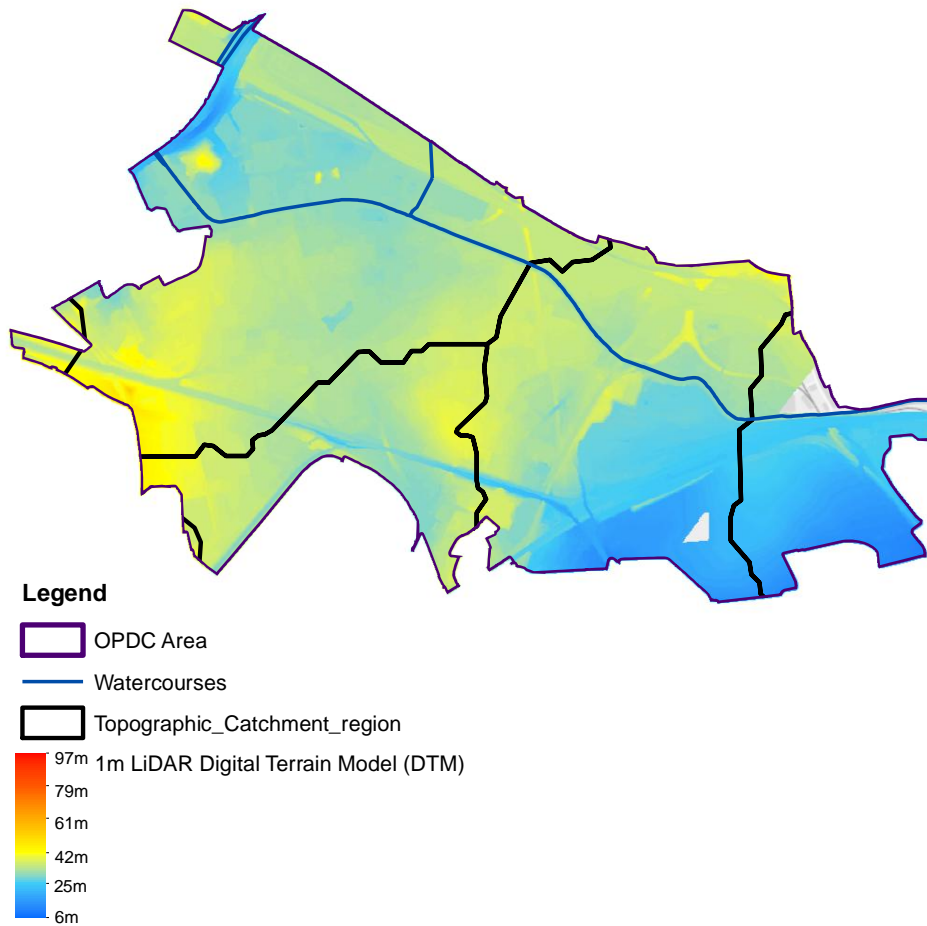 Legend
OPDC Area
Watercourses
Topographic_Catchment_region
97m 1m LiDAR Digital Terrain Model (DTM)
79m
61m
42m
25m
6m